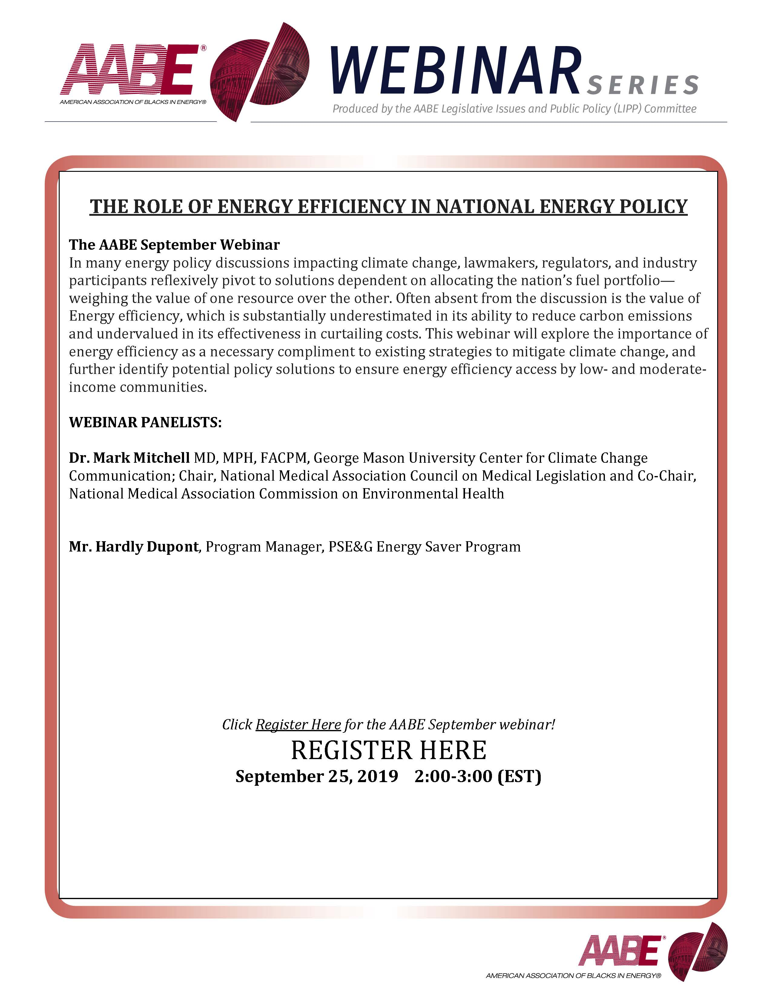 AABE®
AMERICAN ASSOCIATION OF BLACKS IN ENERGY®
WEBINAR SERIES
Produced by the AABE Legislative Issues and Public Policy (LIPP) Committee
THE ROLE OF ENERGY EFFICIENCY IN NATIONAL ENERGY POLICY
The AABE September Webinar
In many energy policy discussions impacting climate change, lawmakers, regulators, and industry
participants reflexively pivot to solutions dependent on allocating the nation’s fuel portfolio—
weighing the value of one resource over the other. Often absent from the discussion is the value of
Energy efficiency, which is substantially underestimated in its ability to reduce carbon emissions
and undervalued in its effectiveness in curtailing costs. This webinar will explore the importance of
energy efficiency as a necessary compliment to existing strategies to mitigate climate change, and
further identify potential policy solutions to ensure energy efficiency access by low- and moderate-
income communities.
WEBINAR PANELISTS:
Dr. Mark Mitchell MD, MPH, FACPM, George Mason University Center for Climate Change
Communication; Chair, National Medical Association Council on Medical Legislation and Co-Chair,
National Medical Association Commission on Environmental Health
Mr. Hardly Dupont, Program Manager, PSE&G Energy Saver Program
Click Register Here for the AABE September webinar!
REGISTER HERE
September 25, 2019 2:00-3:00 (EST)
AABE®
AMERICAN ASSOCIATION OF BLACKS IN ENERGY®